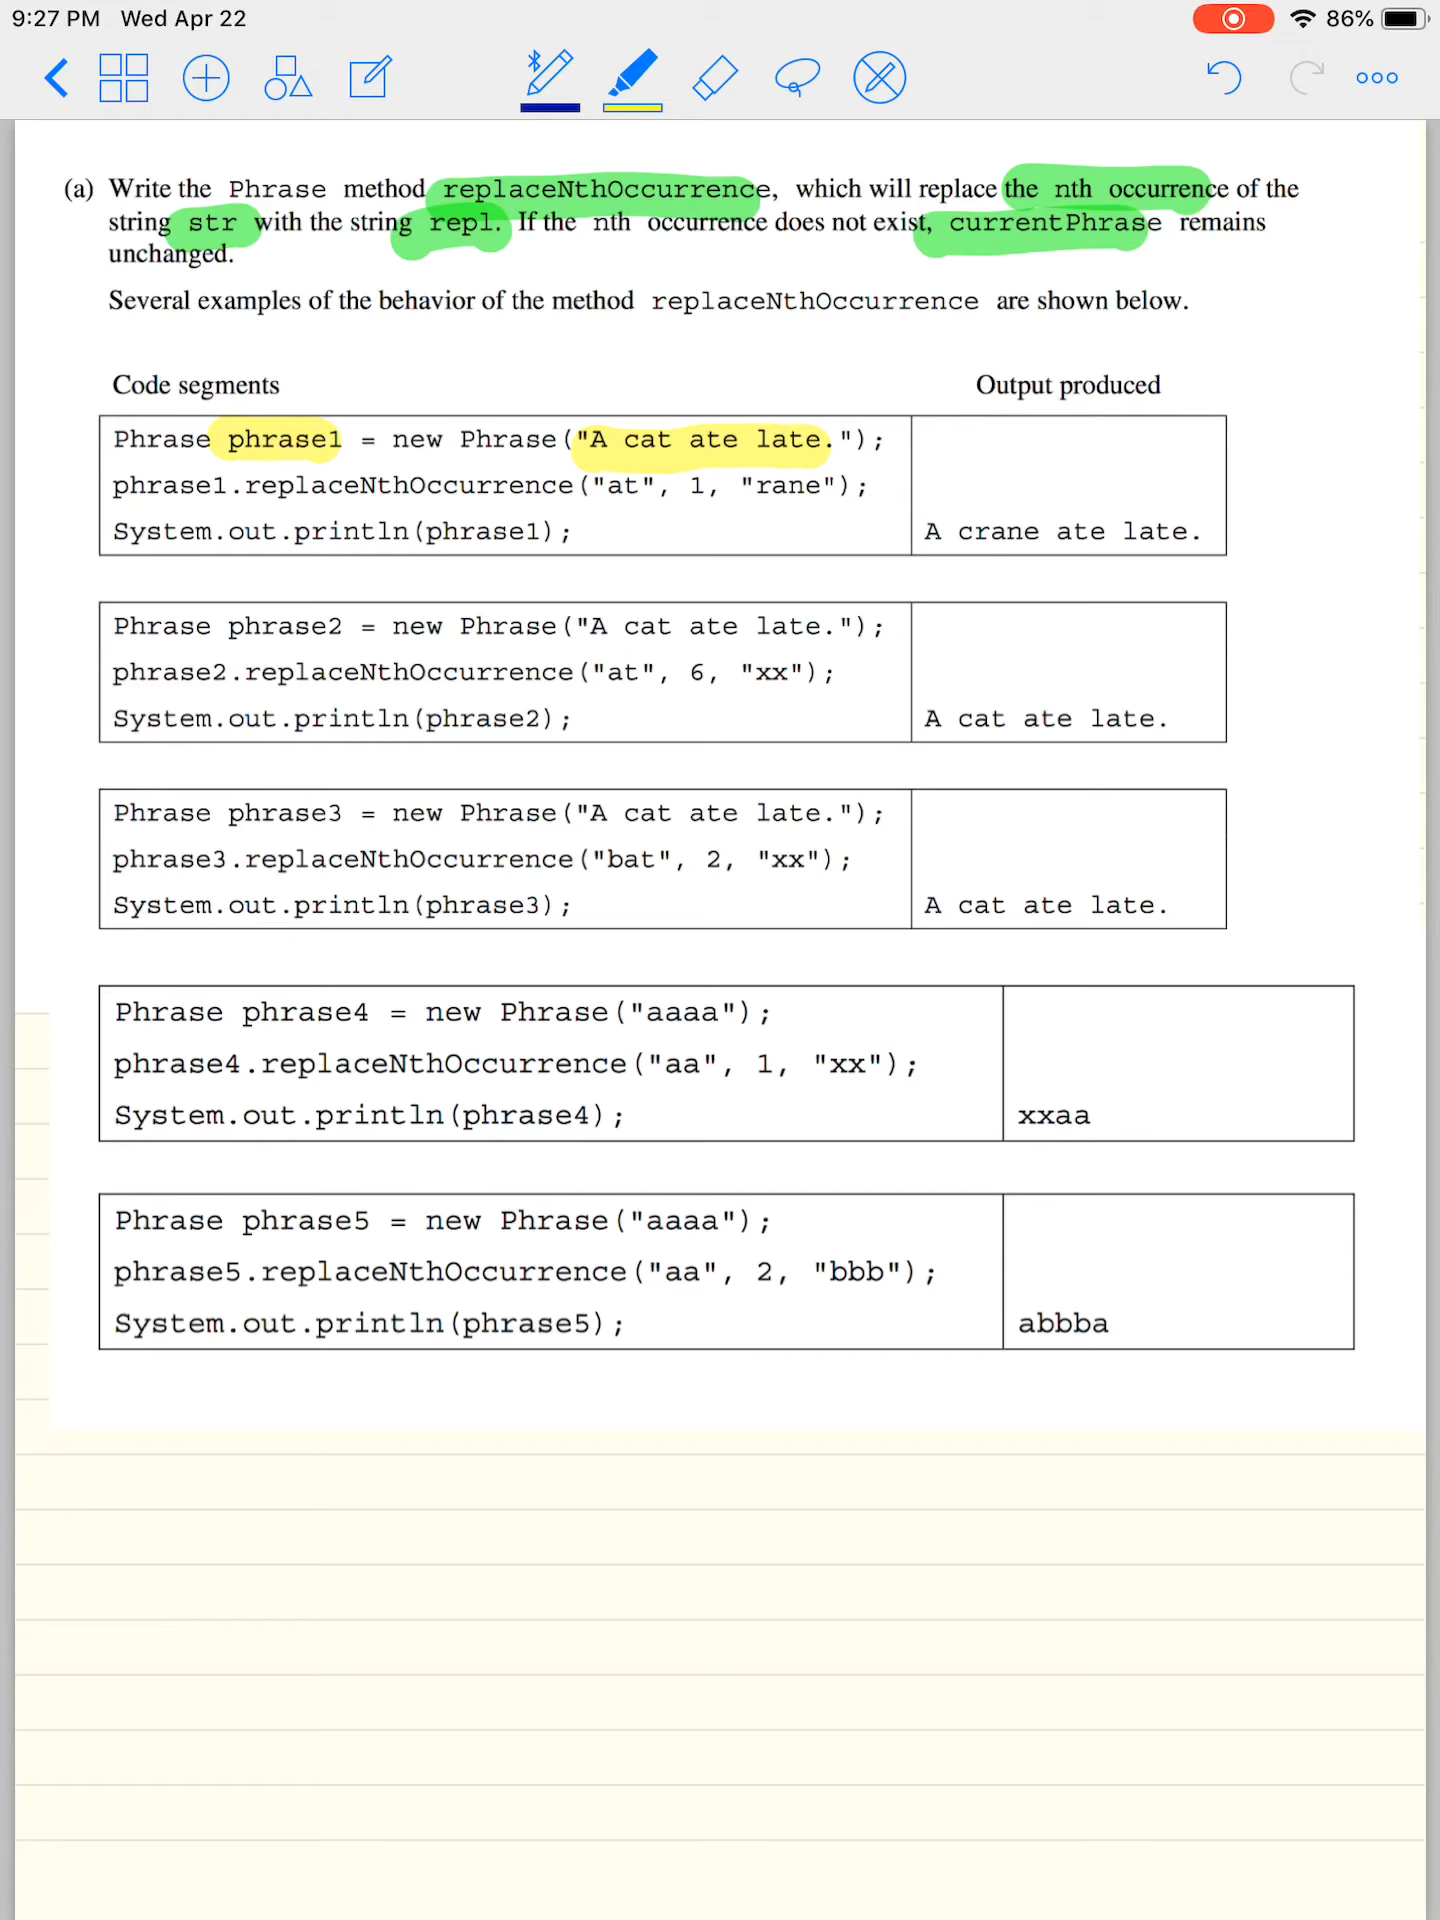 9:27 PM Wed Apr 22
86%
(a) Write the Phrase method replaceNthOccurrence, which will replace the nth occurrence of the
string str with the string repl. If the nth occurrence does not exist, currentPhrase remains
unchanged.
Several examples of the behavior of the method replaceNthOccurrence are shown below.
Code segments Output produced
Phrase phrase1 = new Phrase("A cat ate late.");
phrase1.replaceNthOccurrence("at", 1, "rane");
System.out.println(phrase1); A crane ate late.
Phrase phrase2 = new Phrase("A cat ate late.");
phrase2.replaceNthOccurrence("at", 6, "xx");
System.out.println(phrase2); A cat ate late.
Phrase phrase3 = new Phrase("A cat ate late.");
phrase3.replaceNthOccurrence("bat", 2, "xx");
System.out.println(phrase3); A cat ate late.
Phrase phrase4 = new Phrase("aaaa");
phrase4.replaceNthOccurrence("aa", 1, "xx");
System.out.println(phrase4); xxaa
Phrase phrase5 = new Phrase("aaaa");
phrase5.replaceNthOccurrence("aa", 2, "bbb");
System.out.println(phrase5); abbba